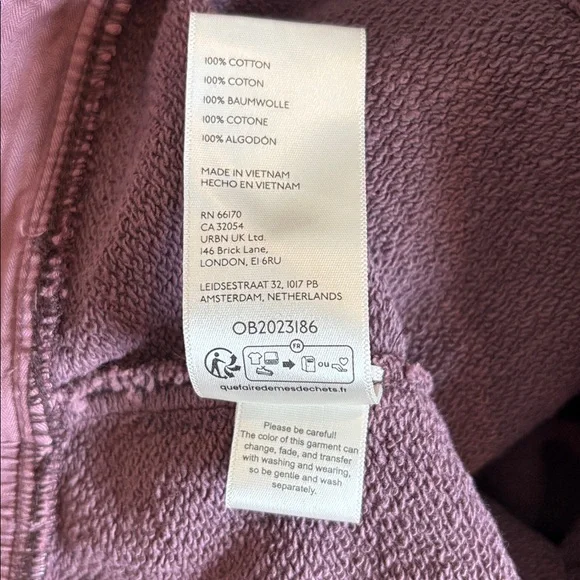 100% COTTON
100% COTON
100% BAUMWOLLE
100% COTONE
100% ALGODÓN
MADE IN VIETNAM
HECHO EN VIETNAM
RN 66170
CA 32054
URBN UK Ltd.
146 Brick Lane,
LONDON, E1 6RU
LEIDSESTRAAT 32, 1017 PB
AMSTERDAM, NETHERLANDS
OB2023186
FR
ou
quefairedemesdechets.fr
Please be careful!
The color of this garment can
change, fade, and transfer
with washing and wearing,
so be gentle and wash
separately.